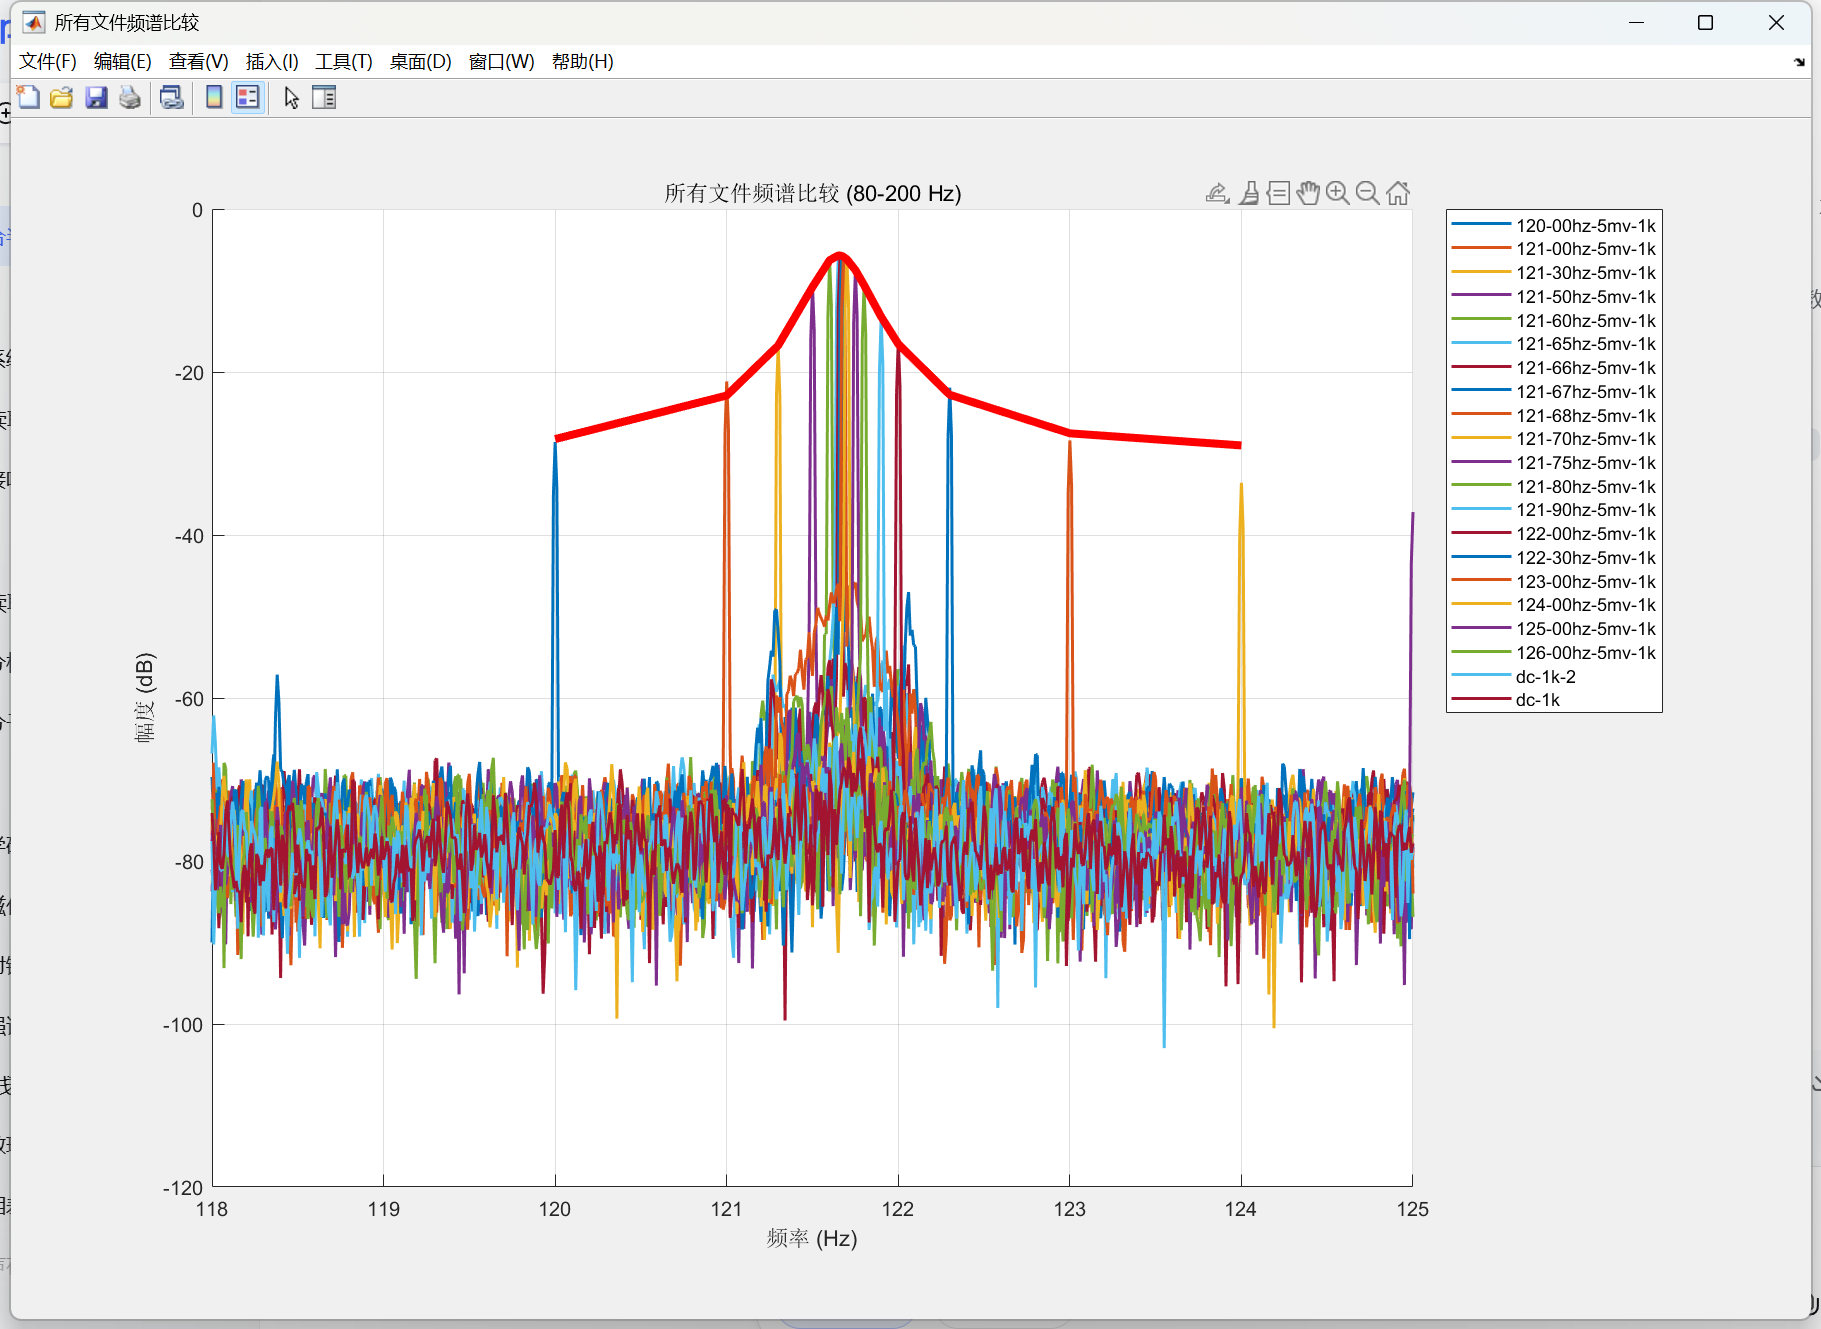 所有文件频谱比较
文件(F) 编辑(E) 查看(V) 插入(I) 工具(T) 桌面(D) 窗口(W) 帮助(H)
所有文件频谱比较 (80-200 Hz)
0
-20
-40
-60
-80
-100
-120
幅度 (dB)
118 119 120 121 122 123 124 125
频率 (Hz)
120-00hz-5mv-1k
121-00hz-5mv-1k
121-30hz-5mv-1k
121-50hz-5mv-1k
121-60hz-5mv-1k
121-65hz-5mv-1k
121-66hz-5mv-1k
121-67hz-5mv-1k
121-68hz-5mv-1k
121-70hz-5mv-1k
121-75hz-5mv-1k
121-80hz-5mv-1k
121-90hz-5mv-1k
122-00hz-5mv-1k
122-30hz-5mv-1k
123-00hz-5mv-1k
124-00hz-5mv-1k
125-00hz-5mv-1k
126-00hz-5mv-1k
dc-1k-2
dc-1k